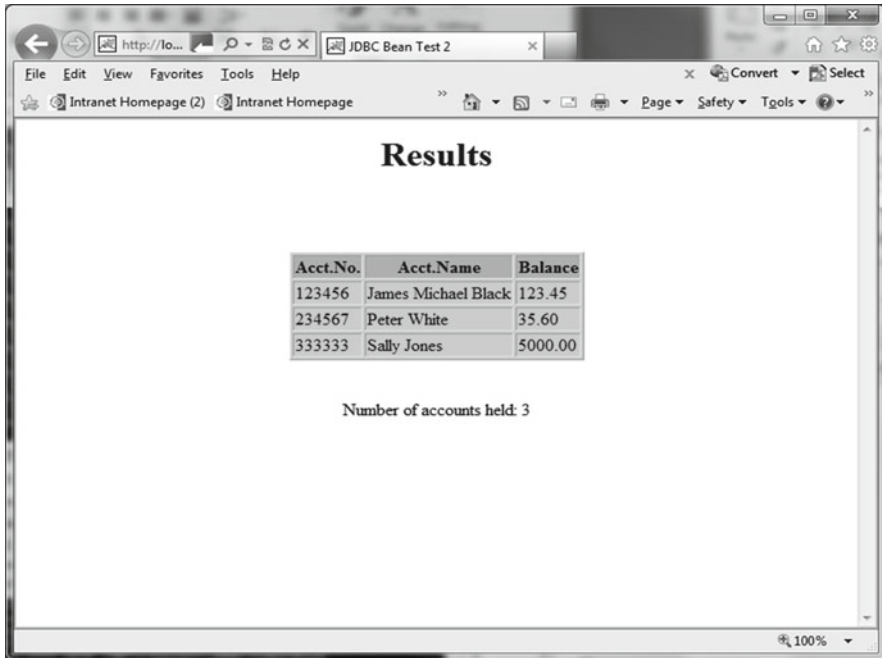 http://lo...
JDBC Bean Test 2
File Edit View Favorites Tools Help
x Convert Select
Intranet Homepage (2) Intranet Homepage » Page Safety Tools »
Results
Acct.No. Acct.Name Balance
123456 James Michael Black 123.45
234567 Peter White 35.60
333333 Sally Jones 5000.00
Number of accounts held: 3
100%